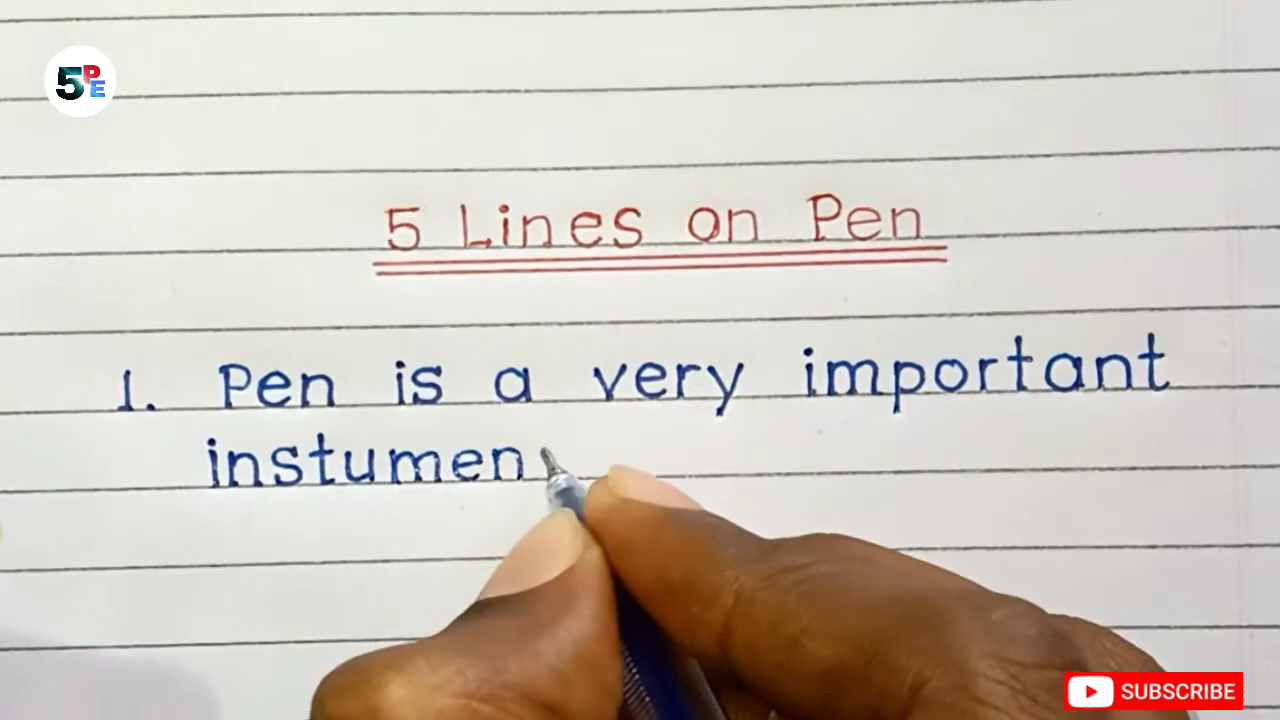 5PE
5 Lines on Pen
1. Pen is a very important
instumen
SUBSCRIBE